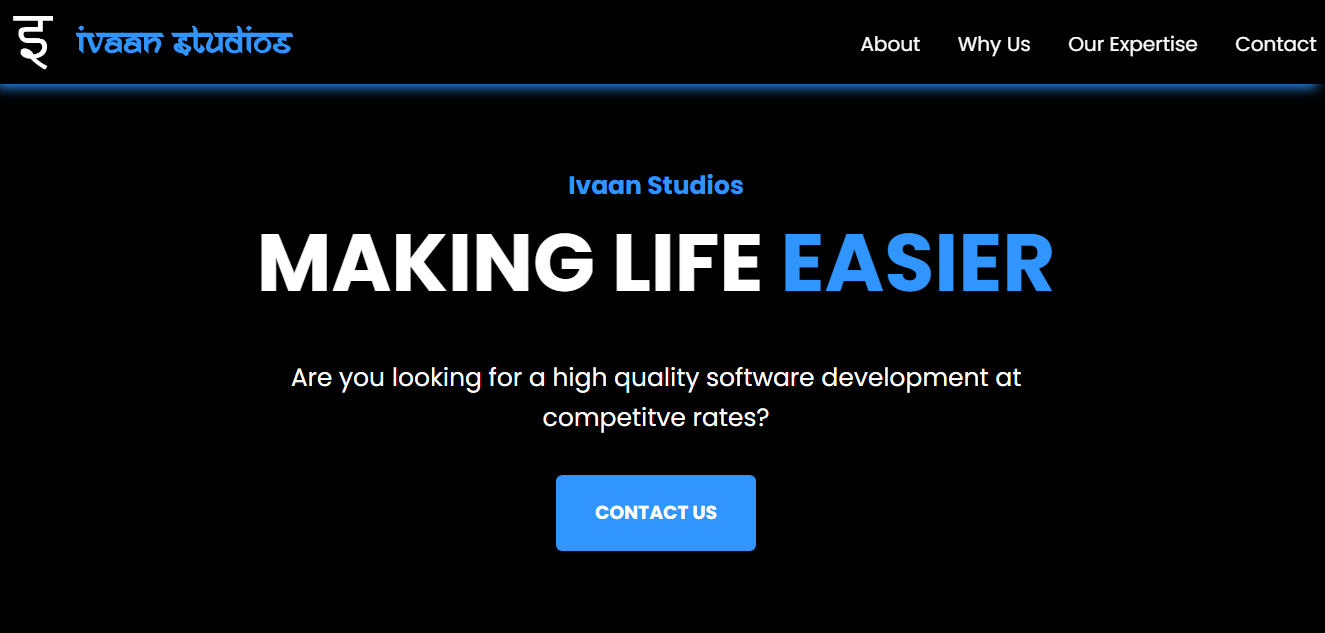 इ ivaan studios
About Why Us Our Expertise Contact
Ivaan Studios
MAKING LIFE EASIER
Are you looking for a high quality software development at
competitve rates?
CONTACT US